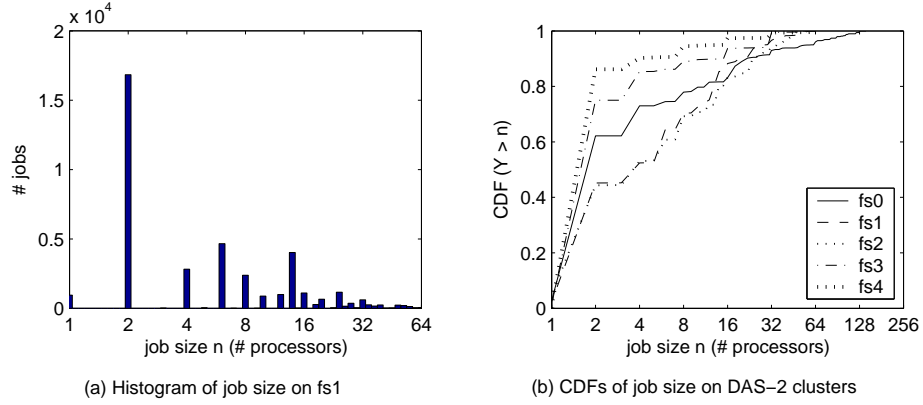 x 10⁴
2
1.5
1
0.5
0
# jobs
1 2 4 8 16 32 64
job size n (# processors)
(a) Histogram of job size on fs1
1
0.8
0.6
0.4
0.2
0
CDF (Y > n)
fs0
fs1
fs2
fs3
fs4
1 2 4 8 16 32 64 128 256
job size n (# processors)
(b) CDFs of job size on DAS−2 clusters